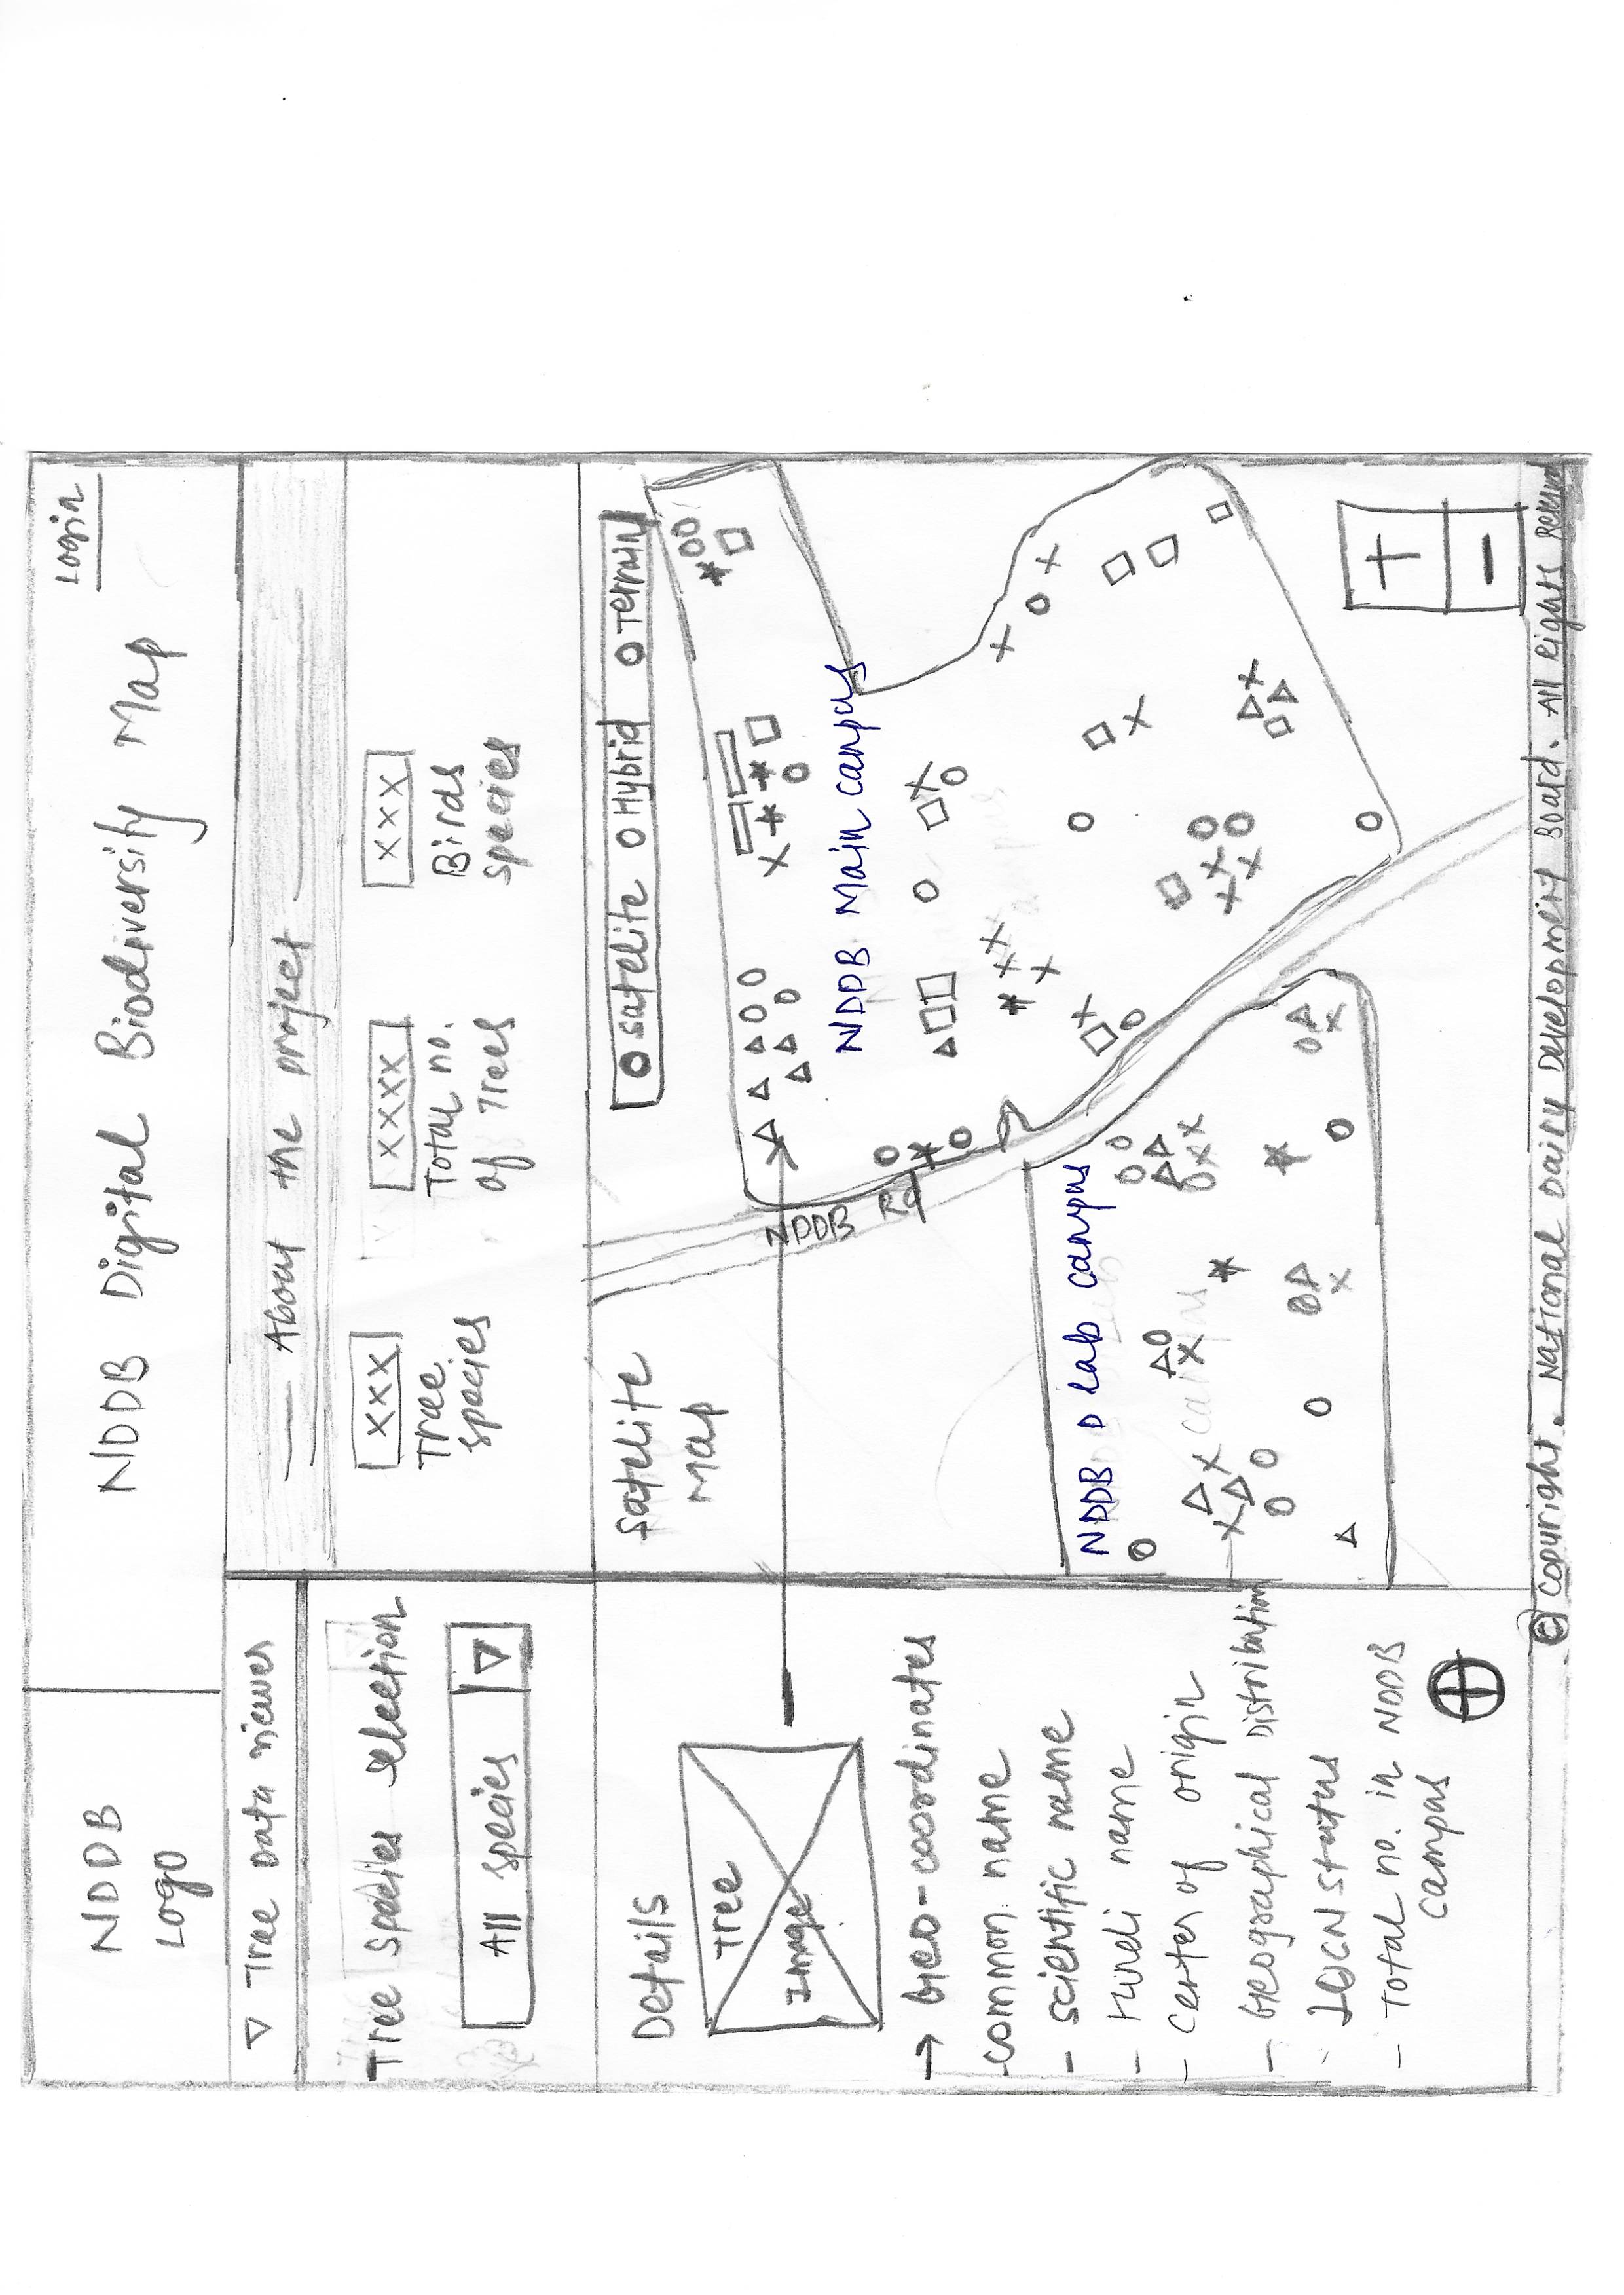 NDDB
Logo
NDDB Digital Biodiversity Map
Login
Tree Data viewer
About the project
Tree Species Selection
All species
XXX
Tree
species
XXXX
Total no.
of Trees
XXX
Birds
species
Details
Tree
Image
→ Geo-coordinates
-common name
- scientific name
- Hindi name
- Center of origin
- Geographical Distribution
- IUCN status
- Total no. in NDDB
campus
Satelite
Map
satelite Hybrid Terrain
NDDB Rd
NDDB Main campus
NDDB D lab campus
+
-
© Copyright. National Dairy Development Board. All Rights Reserved